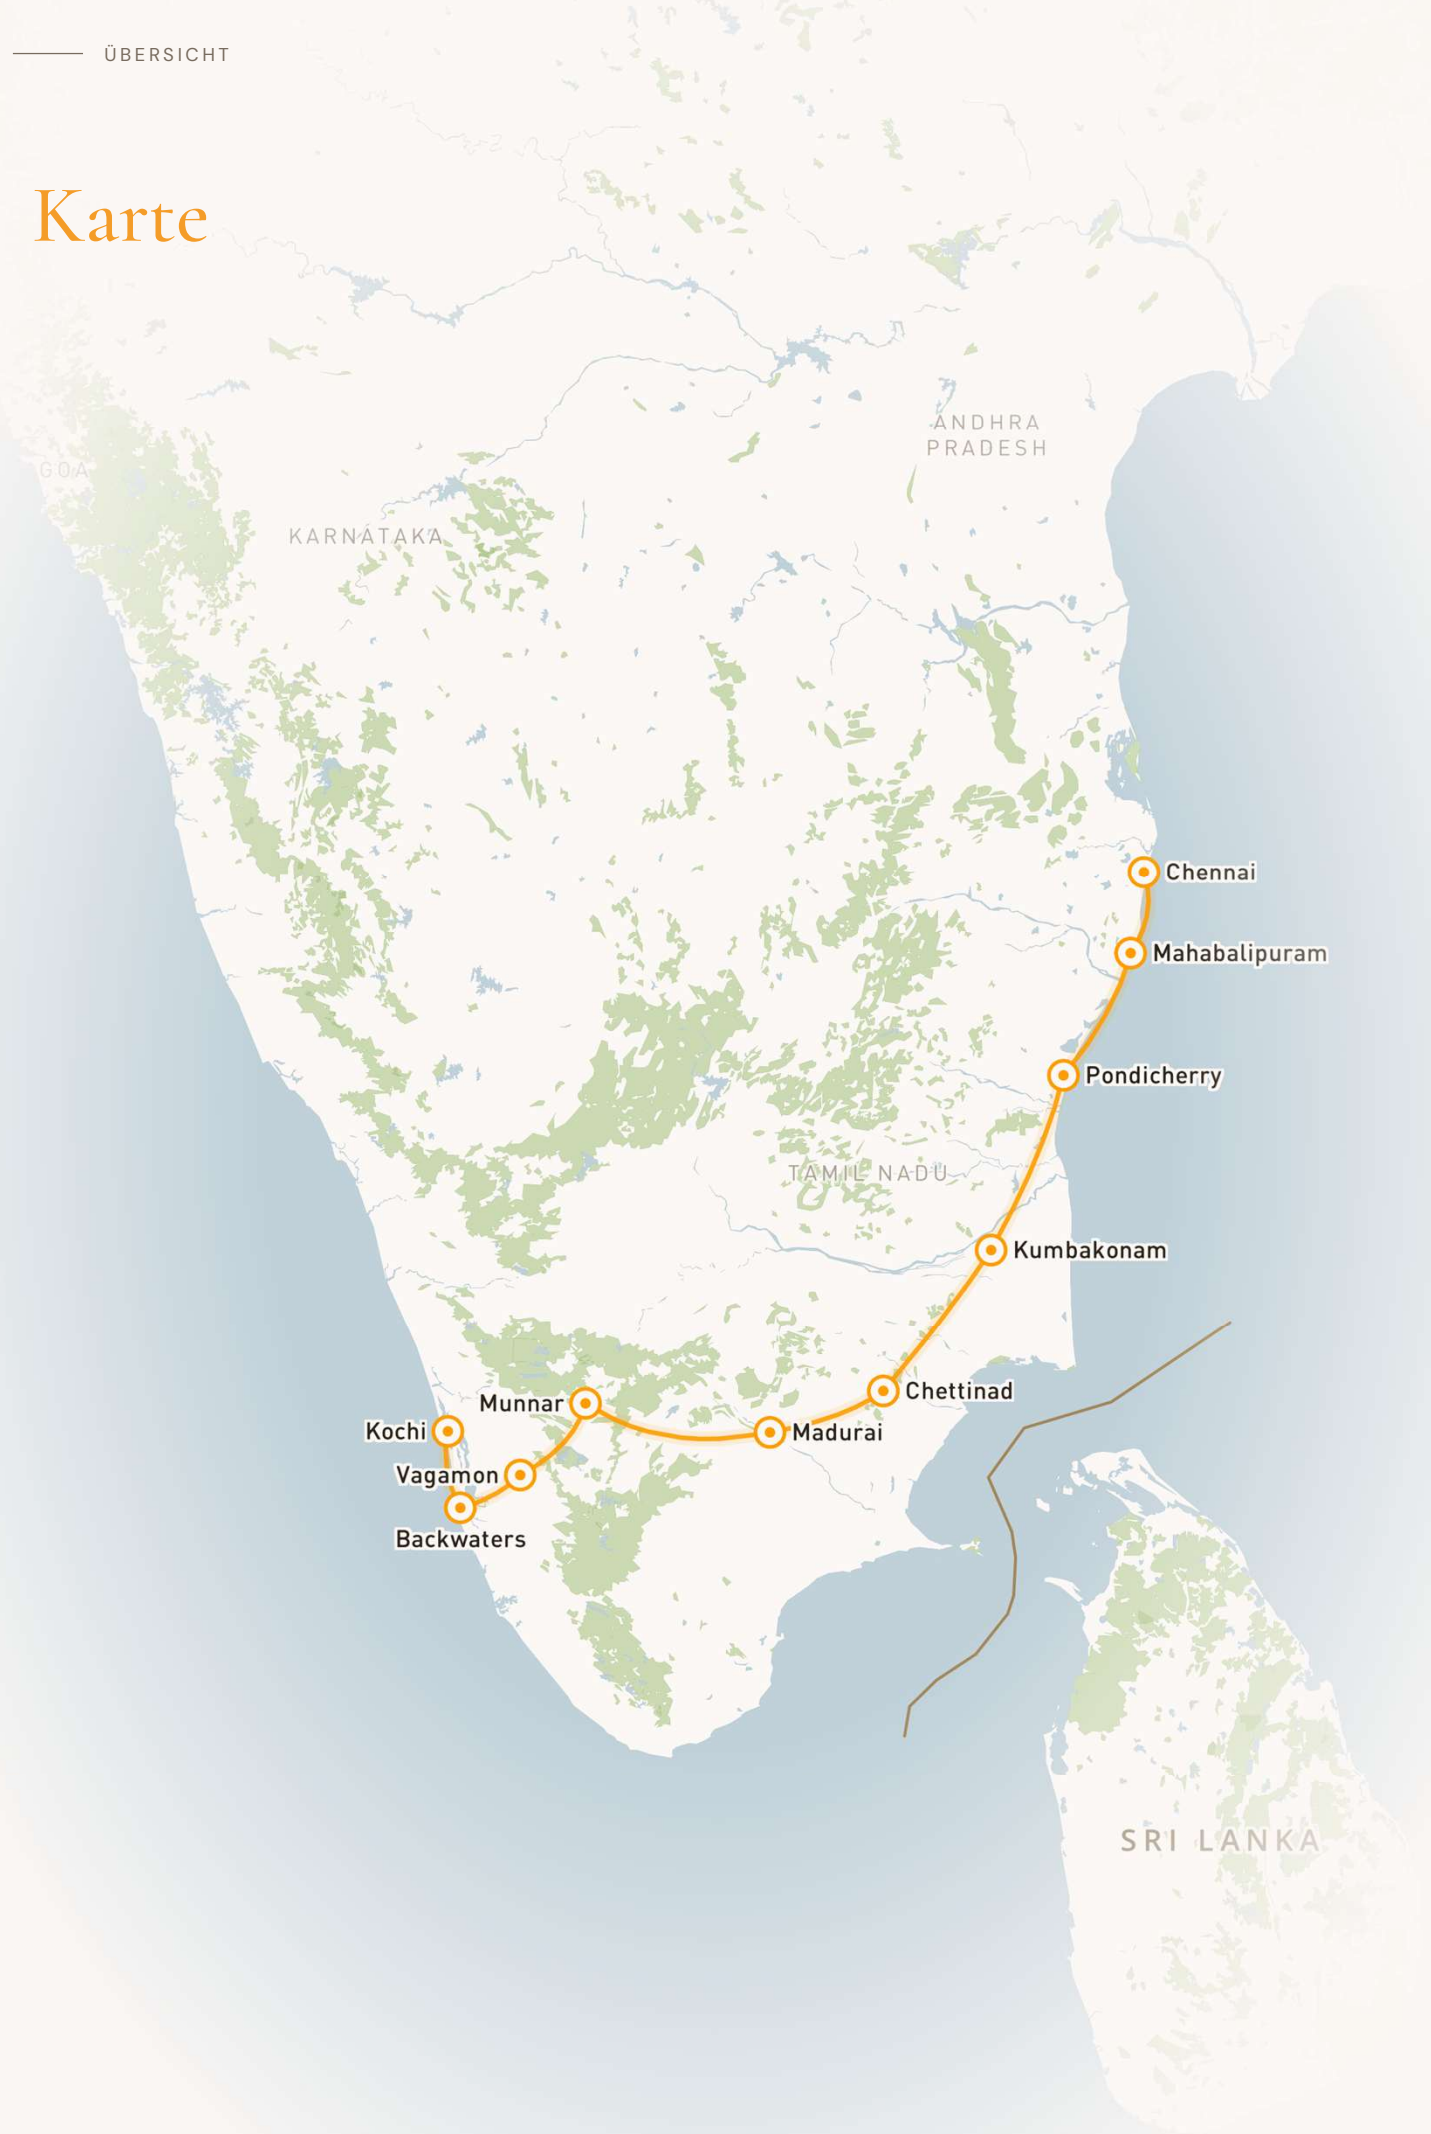 ÜBERSICHT
Karte
ANDHRA
PRADESH
GOA
KARNATAKA
Chennai
Mahabalipuram
Pondicherry
TAMIL NADU
Kumbakonam
Chettinad
Munnar
Kochi
Madurai
Vagamon
Backwaters
SRI LANKA